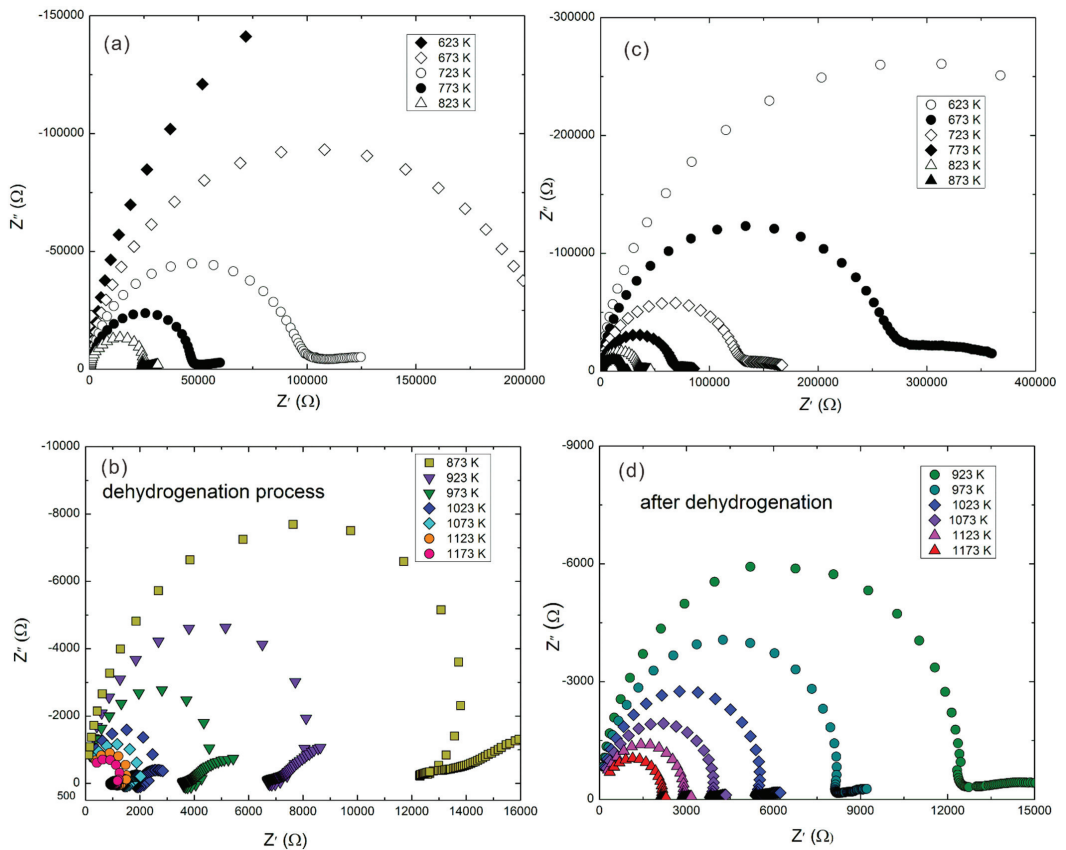 (a)
623 K
673 K
723 K
773 K
823 K
-150000
-100000
-50000
0
0
50000
100000
150000
200000
Z″ (Ω)
Z′ (Ω)
(c)
623 K
673 K
723 K
773 K
823 K
873 K
-300000
-200000
-100000
0
0
100000
200000
300000
400000
Z″ (Ω)
Z′ (Ω)
(b)
dehydrogenation process
873 K
923 K
973 K
1023 K
1073 K
1123 K
1173 K
-10000
-8000
-6000
-4000
-2000
0
500
0
2000
4000
6000
8000
10000
12000
14000
16000
Z″ (Ω)
Z′ (Ω)
(d)
after dehydrogenation
923 K
973 K
1023 K
1073 K
1123 K
1173 K
-9000
-6000
-3000
0
0
3000
6000
9000
12000
15000
Z″ (Ω)
Z′ (Ω)